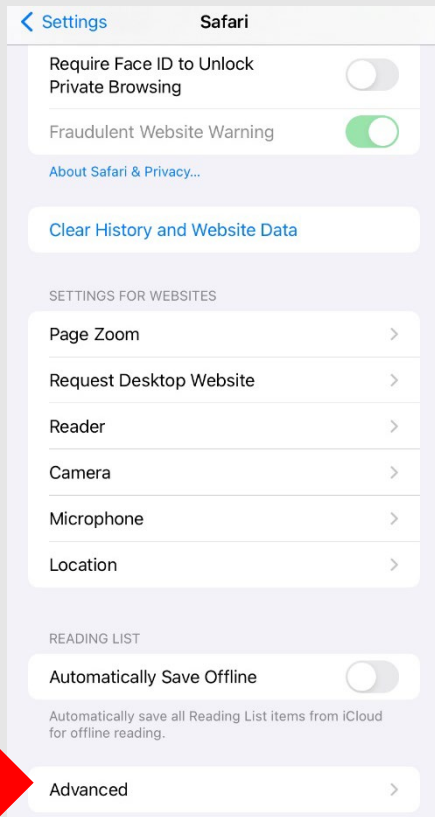 Settings
Safari
Require Face ID to Unlock
Private Browsing
Fraudulent Website Warning
About Safari & Privacy...
Clear History and Website Data
SETTINGS FOR WEBSITES
Page Zoom
Request Desktop Website
Reader
Camera
Microphone
Location
READING LIST
Automatically Save Offline
Automatically save all Reading List items from iCloud
for offline reading.
Advanced